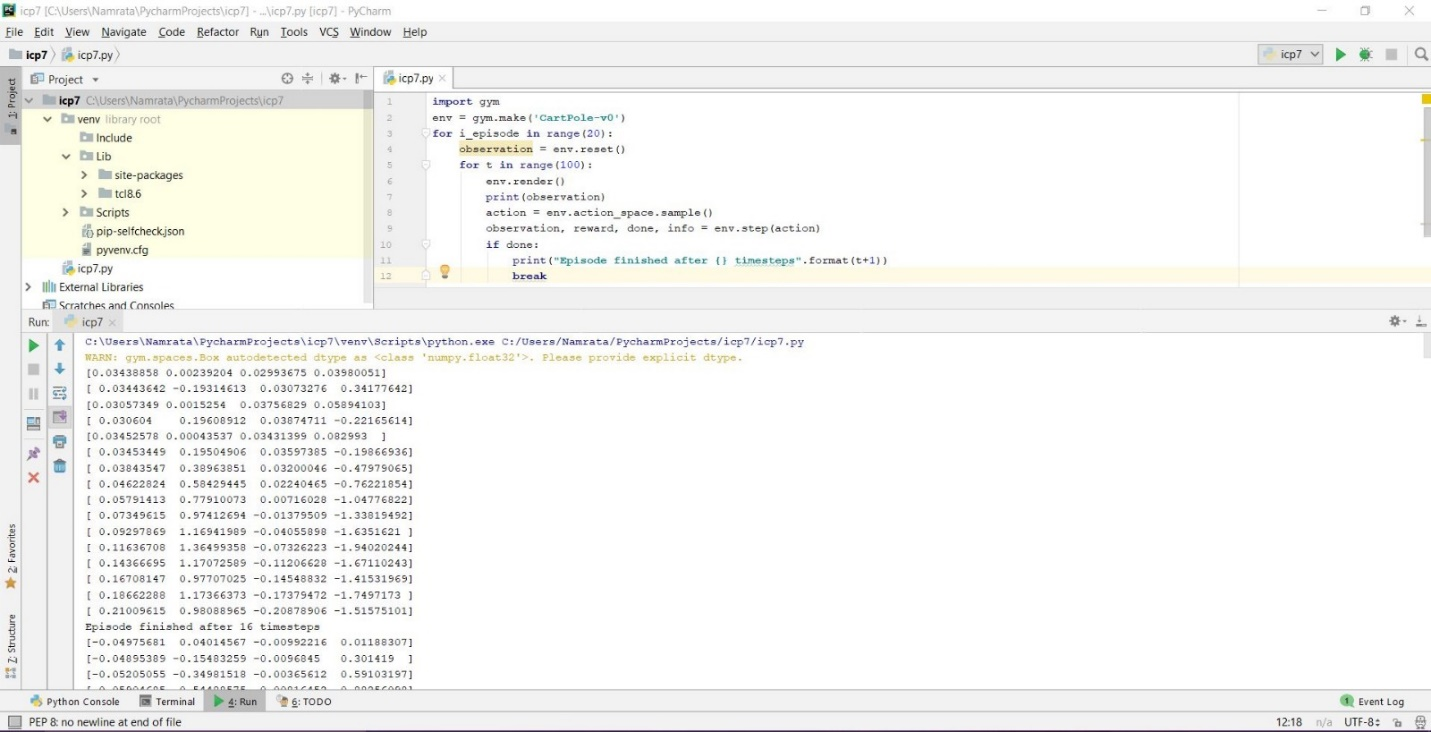 icp7 [C:\Users\Namrata\PycharmProjects\icp7] - ...\icp7.py [icp7] - PyCharm
File Edit View Navigate Code Refactor Run Tools VCS Window Help
icp7 icp7.py icp7
1: Project
Project
icp7.py
icp7 C:\Users\Namrata\PycharmProjects\icp7
venv library root
Include
Lib
site-packages
tcl8.6
Scripts
pip-selfcheck.json
pyvenv.cfg
icp7.py
External Libraries
Scratches and Consoles
1 import gym
2 env = gym.make('CartPole-v0')
3 for i_episode in range(20):
4 observation = env.reset()
5 for t in range(100):
6 env.render()
7 print(observation)
8 action = env.action_space.sample()
9 observation, reward, done, info = env.step(action)
10 if done:
11 print("Episode finished after {} timesteps".format(t+1))
12 break
Run: icp7
C:\Users\Namrata\PycharmProjects\icp7\venv\Scripts\python.exe C:/Users/Namrata/PycharmProjects/icp7/icp7.py
WARN: gym.spaces.Box autodetected dtype as <class 'numpy.float32'>. Please provide explicit dtype.
[0.03438858 0.00239204 0.02993675 0.03980051]
[ 0.03443642 -0.19314613 0.03073276 0.34177642]
[0.03057349 0.0015254 0.03756829 0.05894103]
[ 0.030604 0.19608912 0.03874711 -0.22165614]
[0.03452578 0.00043537 0.03431399 0.082993 ]
[ 0.03453449 0.19504906 0.03597385 -0.19866936]
[ 0.03843547 0.38963851 0.03200046 -0.47979065]
[ 0.04622824 0.58429445 0.02240465 -0.76221854]
[ 0.05791413 0.77910073 0.00716028 -1.04776822]
[ 0.07349615 0.97412694 -0.01379509 -1.33819492]
[ 0.09297869 1.16941989 -0.04055898 -1.6351621 ]
[ 0.11636708 1.36499358 -0.07326223 -1.94020244]
[ 0.14366695 1.17072589 -0.11206628 -1.67110243]
[ 0.16708147 0.97707025 -0.14548832 -1.41531969]
[ 0.18662288 1.17366373 -0.17379472 -1.7497173 ]
[ 0.21009615 0.98088965 -0.20878906 -1.51575101]
Episode finished after 16 timesteps
[-0.04975681 0.04014567 -0.00992216 0.01188307]
[-0.04895389 -0.15483259 -0.0096845 0.301419 ]
[-0.05205055 -0.34981518 -0.00365612 0.59103197]
2: Favorites
Z: Structure
Python Console Terminal 4: Run 6: TODO 1 Event Log
PEP 8: no newline at end of file 12:18 n/a UTF-8